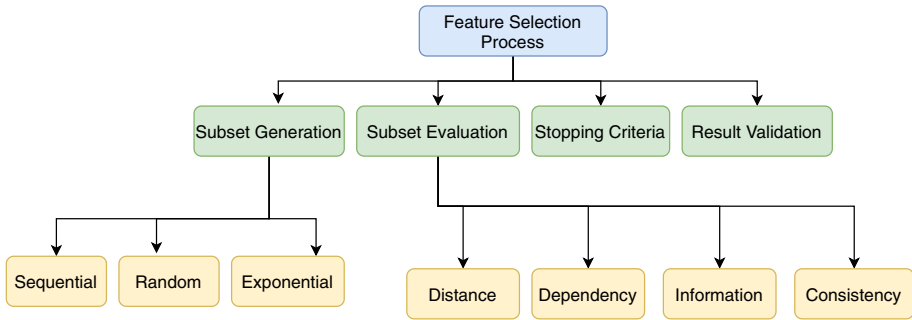 Feature Selection
Process
Subset Generation
Subset Evaluation
Stopping Criteria
Result Validation
Sequential
Random
Exponential
Distance
Dependency
Information
Consistency